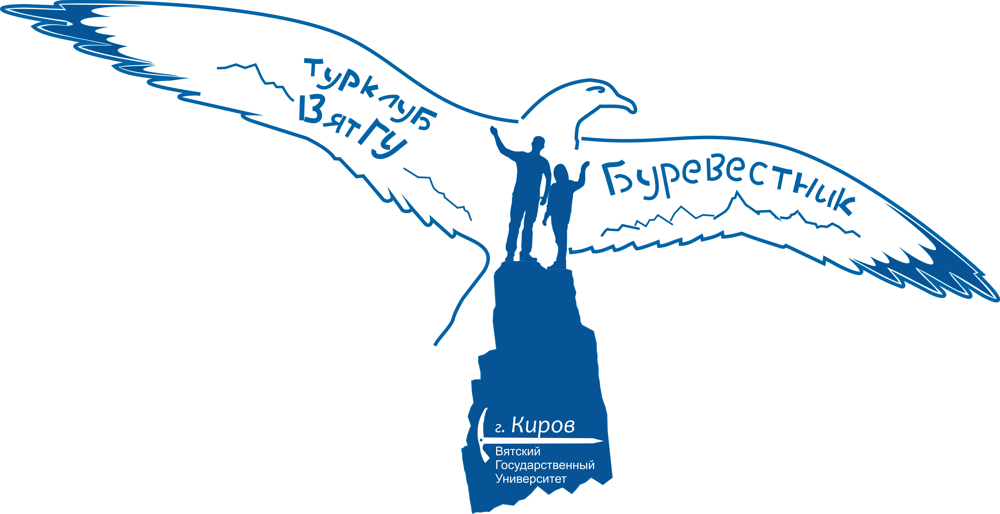 турклуб
ВятГУ
Буревестник
г. Киров
Вятский
Государственный
Университет